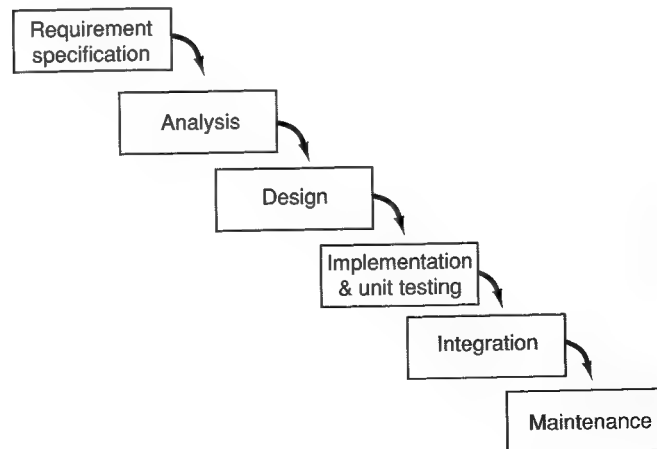 Requirement
specification
Analysis
Design
Implementation
& unit testing
Integration
Maintenance